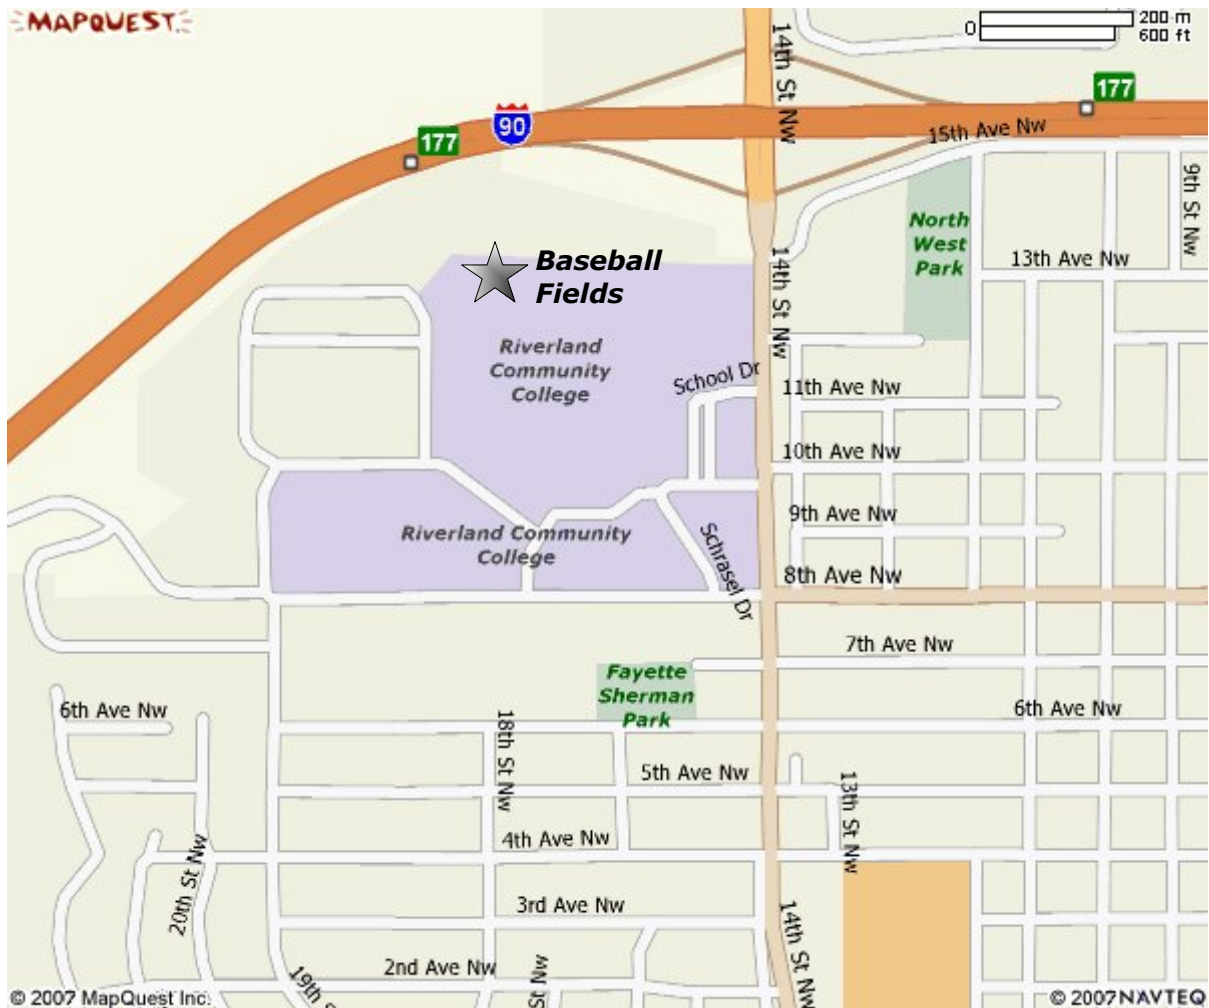 MAPQUEST
0
200 m
600 ft
14th St Nw
177
90
177
15th Ave Nw
9th St Nw
North
West
Park
14th St Nw
13th Ave Nw
Baseball
Fields
Riverland
Community
College
School Dr
11th Ave Nw
10th Ave Nw
Riverland Community
College
9th Ave Nw
Schrasel Dr
8th Ave Nw
7th Ave Nw
Fayette
Sherman
Park
6th Ave Nw
6th Ave Nw
18th St Nw
5th Ave Nw
13th St Nw
4th Ave Nw
20th St Nw
3rd Ave Nw
14th St Nw
2nd Ave Nw
19th S
St Nw
© 2007 MapQuest Inc.
© 2007 NAVTEQ